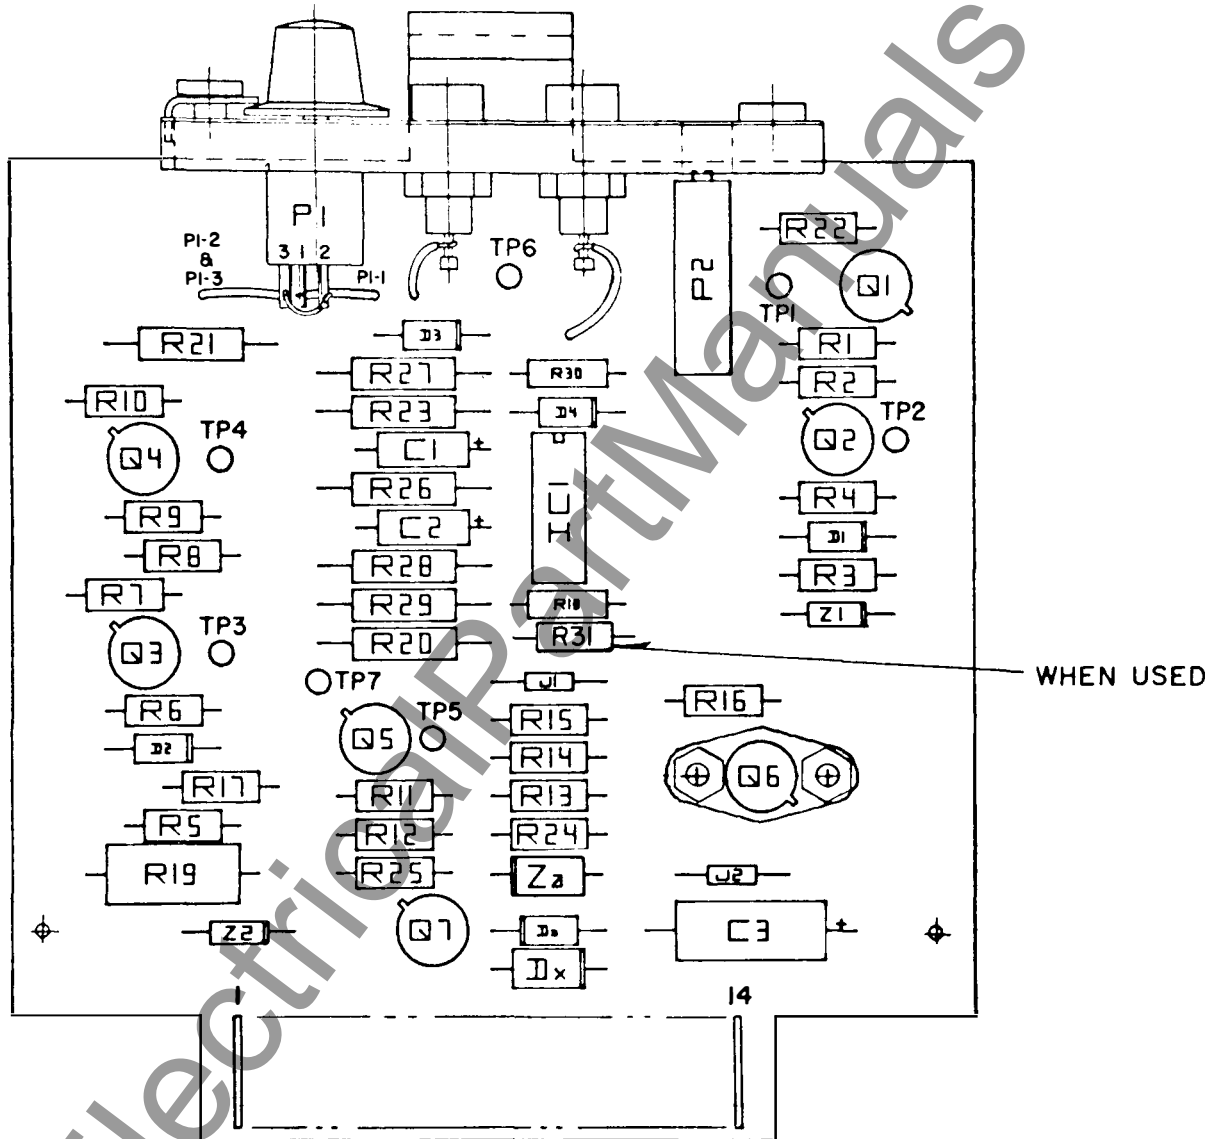 P1
3 1 2
P1-2
&
P1-3
P1-1
TP6
P2
R22
Q1
TP1
R21
D3
R1
R27
R30
R2
R10
R23
D4
TP2
Q2
TP4
Q4
C1 +
R26
R4
R9
C2 +
IC1
D1
R8
R28
R3
R7
R29
R18
Z1
TP3
Q3
R20
R31
WHEN USED
TP7
J1
R16
R6
TP5
Q5
R15
D2
R14
Q6
R17
R11
R13
R5
R12
R24
R19
R25
Za
J2
Z2
Q7
Da
C3 +
Dx
1
14
ElectricalPartManuals